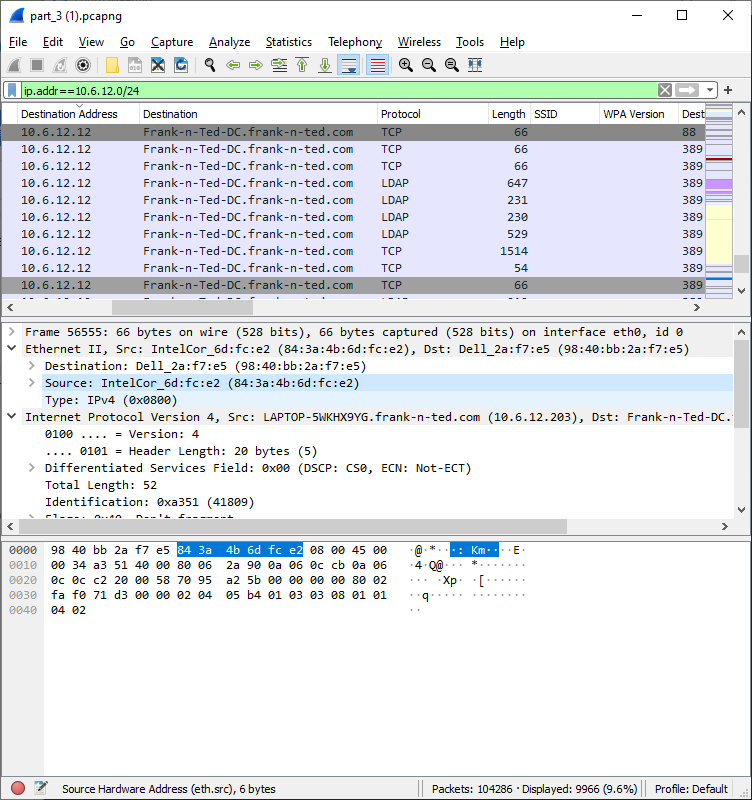 part_3 (1).pcapng
File Edit View Go Capture Analyze Statistics Telephony Wireless Tools Help
ip.addr==10.6.12.0/24
Destination Address Destination Protocol Length SSID WPA Version Dest
10.6.12.12 Frank-n-Ted-DC.frank-n-ted.com TCP 66 88
10.6.12.12 Frank-n-Ted-DC.frank-n-ted.com TCP 66 389
10.6.12.12 Frank-n-Ted-DC.frank-n-ted.com TCP 66 389
10.6.12.12 Frank-n-Ted-DC.frank-n-ted.com LDAP 647 389
10.6.12.12 Frank-n-Ted-DC.frank-n-ted.com LDAP 231 389
10.6.12.12 Frank-n-Ted-DC.frank-n-ted.com LDAP 230 389
10.6.12.12 Frank-n-Ted-DC.frank-n-ted.com LDAP 529 389
10.6.12.12 Frank-n-Ted-DC.frank-n-ted.com TCP 1514 389
10.6.12.12 Frank-n-Ted-DC.frank-n-ted.com TCP 54 389
10.6.12.12 Frank-n-Ted-DC.frank-n-ted.com TCP 66 389
Frame 56555: 66 bytes on wire (528 bits), 66 bytes captured (528 bits) on interface eth0, id 0
Ethernet II, Src: IntelCor_6d:fc:e2 (84:3a:4b:6d:fc:e2), Dst: Dell_2a:f7:e5 (98:40:bb:2a:f7:e5)
Destination: Dell_2a:f7:e5 (98:40:bb:2a:f7:e5)
Source: IntelCor_6d:fc:e2 (84:3a:4b:6d:fc:e2)
Type: IPv4 (0x0800)
Internet Protocol Version 4, Src: LAPTOP-5WKHX9YG.frank-n-ted.com (10.6.12.203), Dst: Frank-n-Ted-DC.
0100 .... = Version: 4
.... 0101 = Header Length: 20 bytes (5)
Differentiated Services Field: 0x00 (DSCP: CS0, ECN: Not-ECT)
Total Length: 52
Identification: 0xa351 (41809)
0000 98 40 bb 2a f7 e5 84 3a 4b 6d fc e2 08 00 45 00 ·@·*···: Km····E·
0010 00 34 a3 51 40 00 80 06 2a 90 0a 06 0c cb 0a 06 ·4·Q@··· *·······
0020 0c 0c c2 20 00 58 70 95 a2 5b 00 00 00 00 80 02 ··· ·Xp· ·[······
0030 fa f0 71 d3 00 00 02 04 05 b4 01 03 03 08 01 01 ··q····· ········
0040 04 02 ··
Source Hardware Address (eth.src), 6 bytes Packets: 104286 · Displayed: 9966 (9.6%) Profile: Default